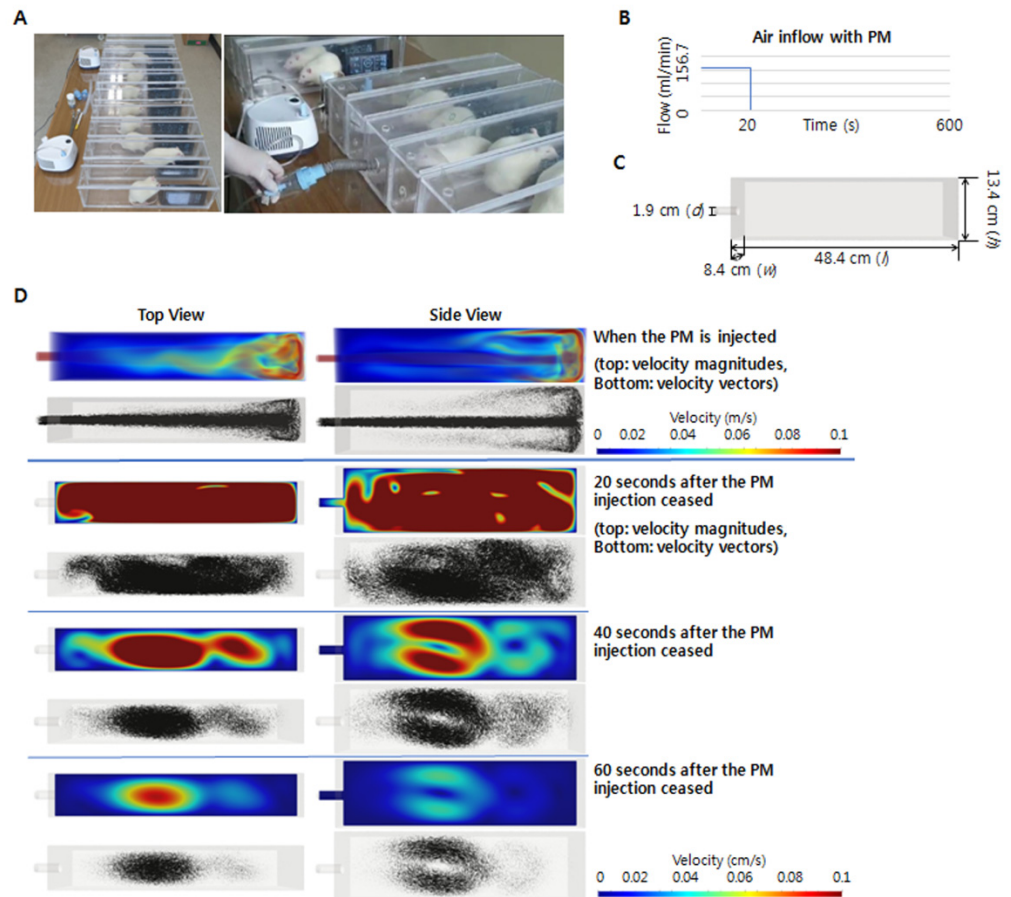 A
B
Air inflow with PM
Flow (ml/min)
156.7
0
20
Time (s)
600
C
1.9 cm (d)
13.4 cm (h)
8.4 cm (w)
48.4 cm (l)
D
Top View
Side View
When the PM is injected
(top: velocity magnitudes,
Bottom: velocity vectors)
Velocity (m/s)
0 0.02 0.04 0.06 0.08 0.1
20 seconds after the PM
injection ceased
(top: velocity magnitudes,
Bottom: velocity vectors)
40 seconds after the PM
injection ceased
60 seconds after the PM
injection ceased
Velocity (cm/s)
0 0.02 0.04 0.06 0.08 0.1